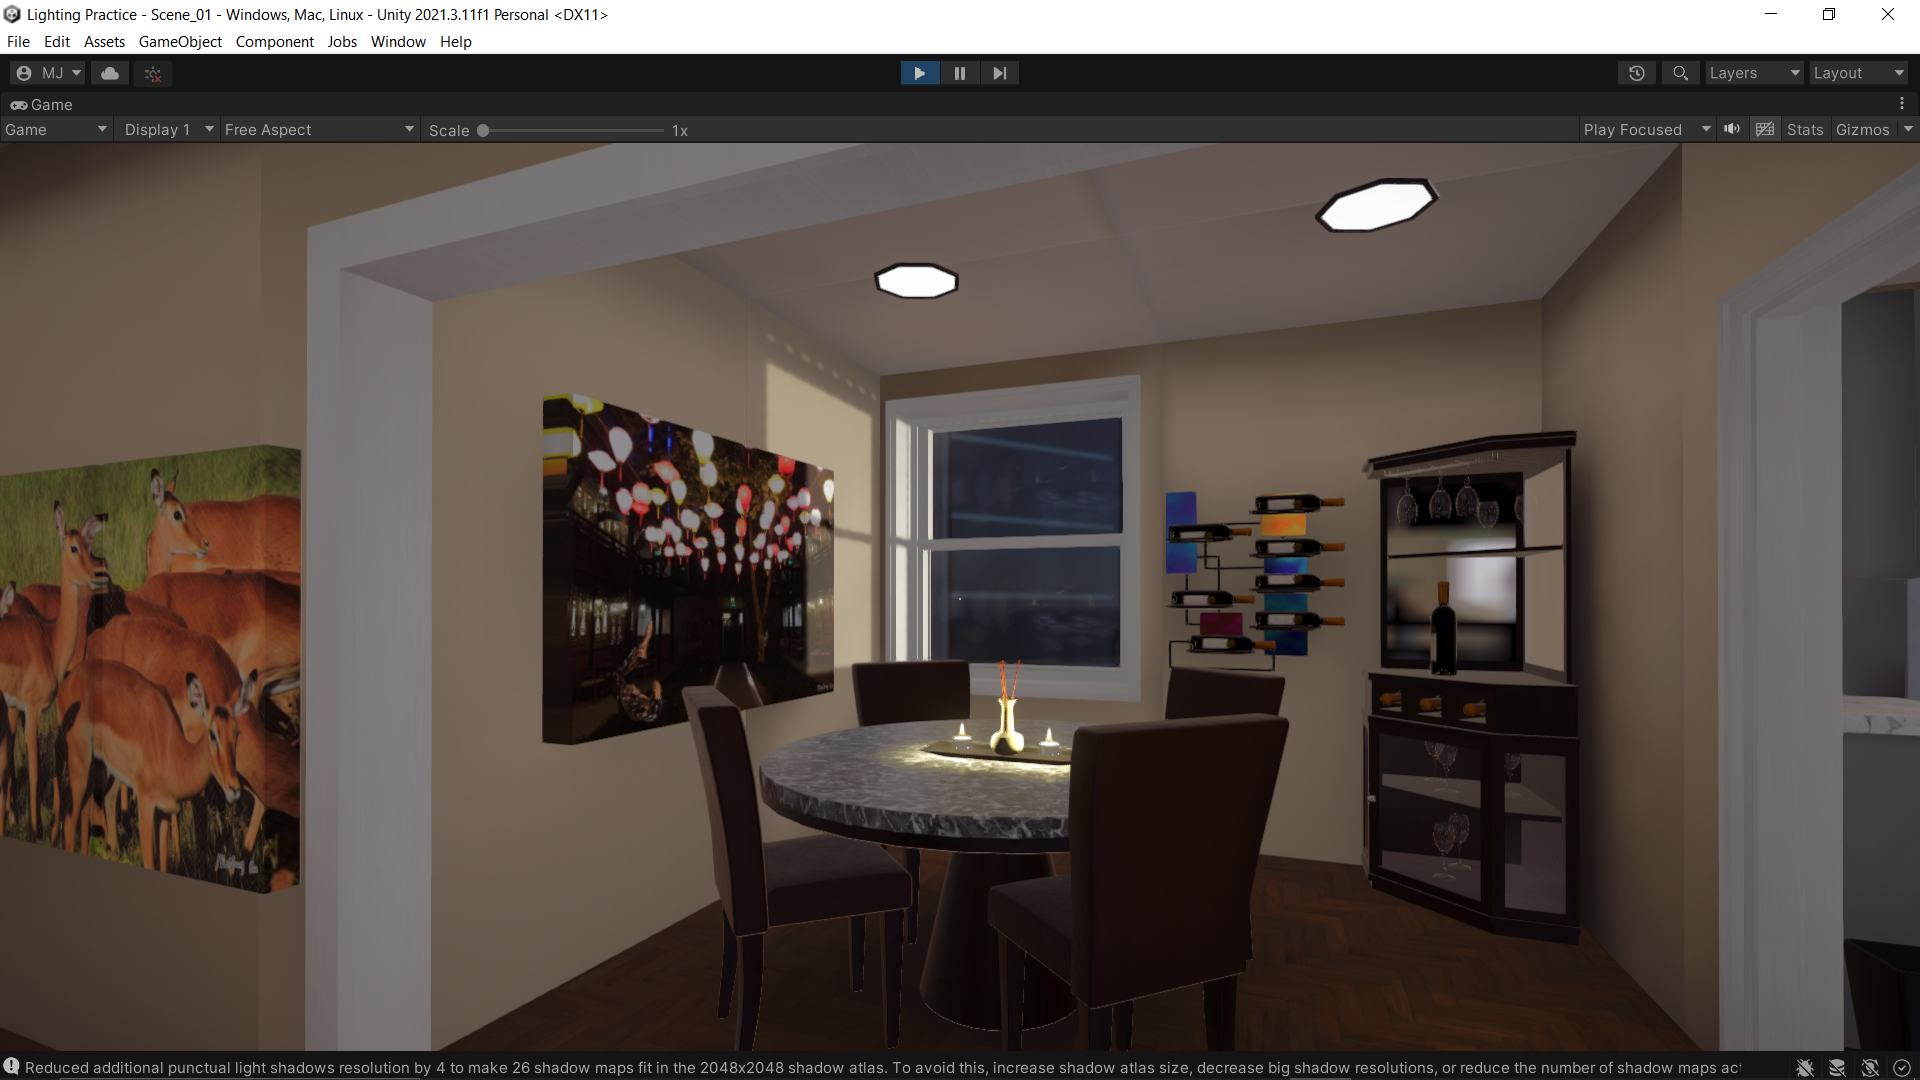 Lighting Practice - Scene_01 - Windows, Mac, Linux - Unity 2021.3.11f1 Personal <DX11>
File Edit Assets GameObject Component Jobs Window Help
MJ Layers Layout
Game
Game Display 1 Free Aspect Scale 1x Play Focused Stats Gizmos
Reduced additional punctual light shadows resolution by 4 to make 26 shadow maps fit in the 2048x2048 shadow atlas. To avoid this, increase shadow atlas size, decrease big shadow resolutions, or reduce the number of shadow maps act